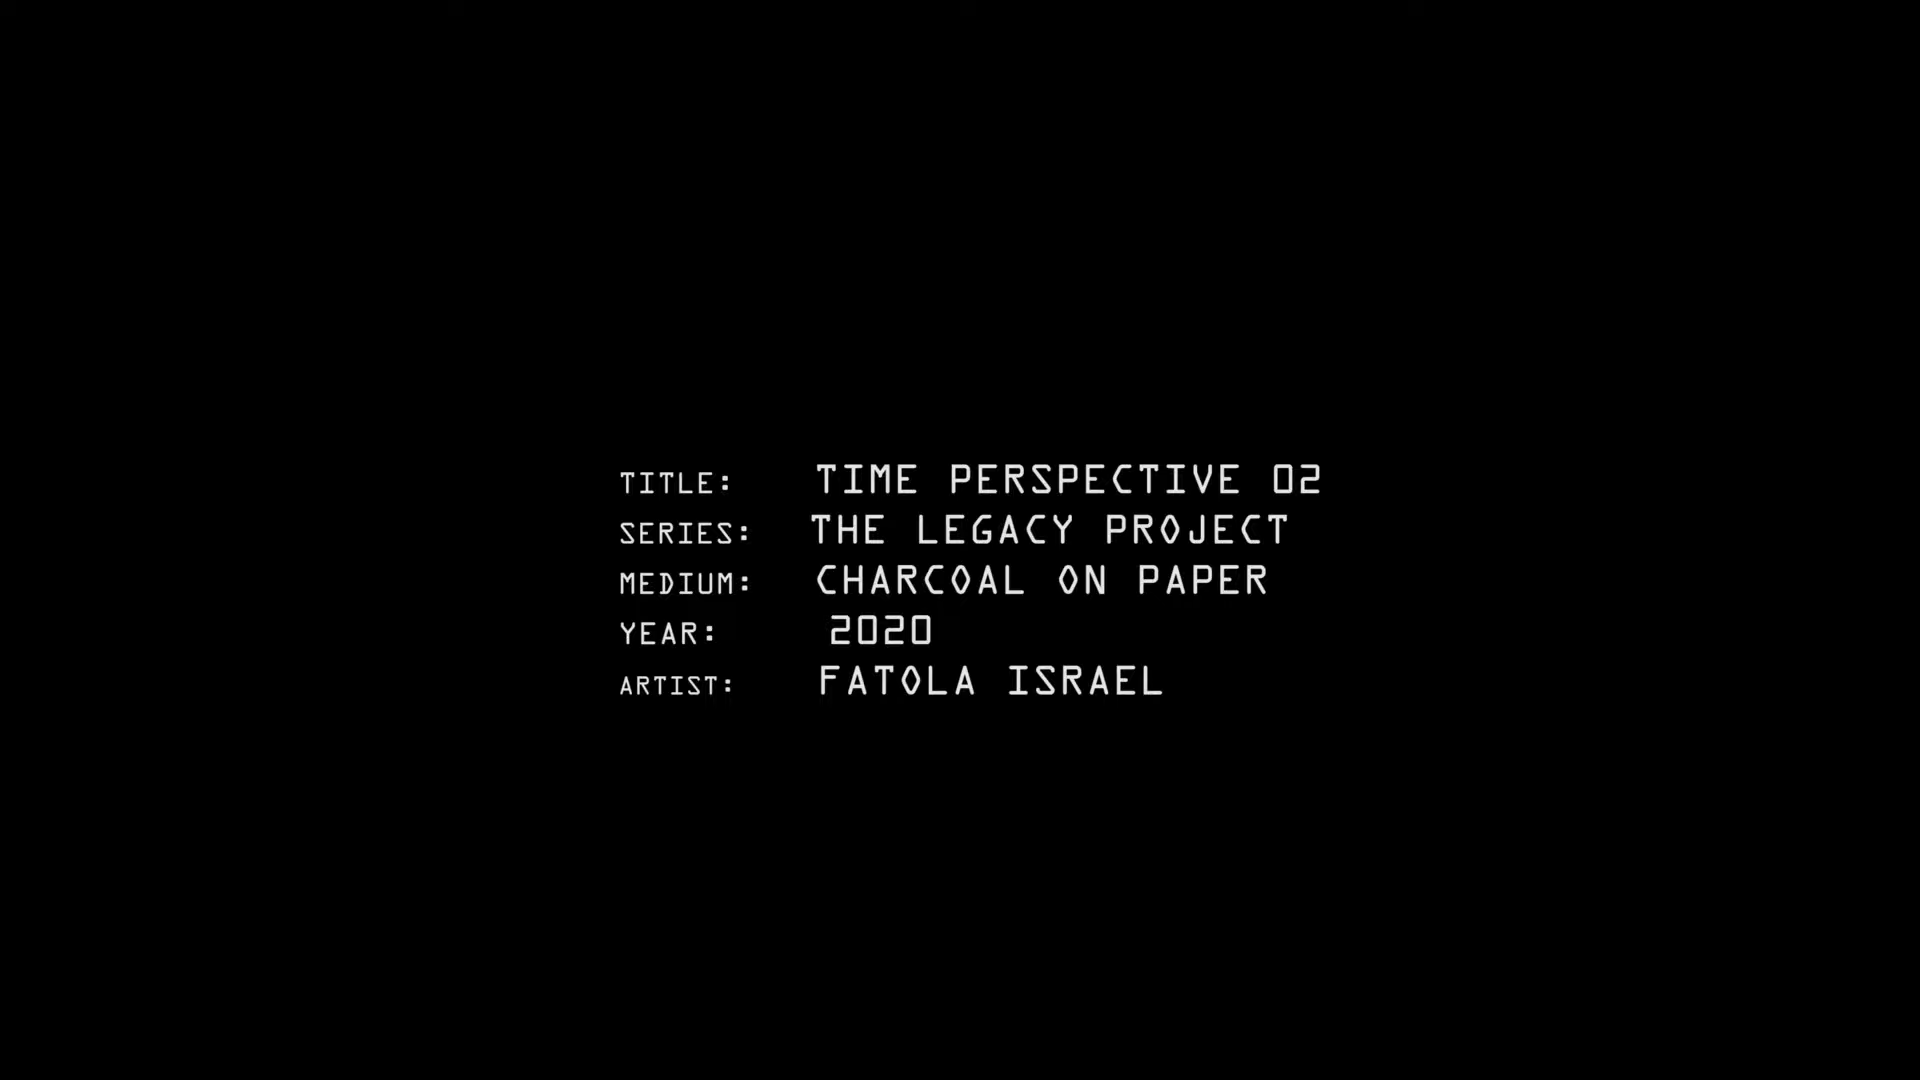 TITLE: TIME PERSPECTIVE 02
SERIES: THE LEGACY PROJECT
MEDIUM: CHARCOAL ON PAPER
YEAR: 2020
ARTIST: FATOLA ISRAEL